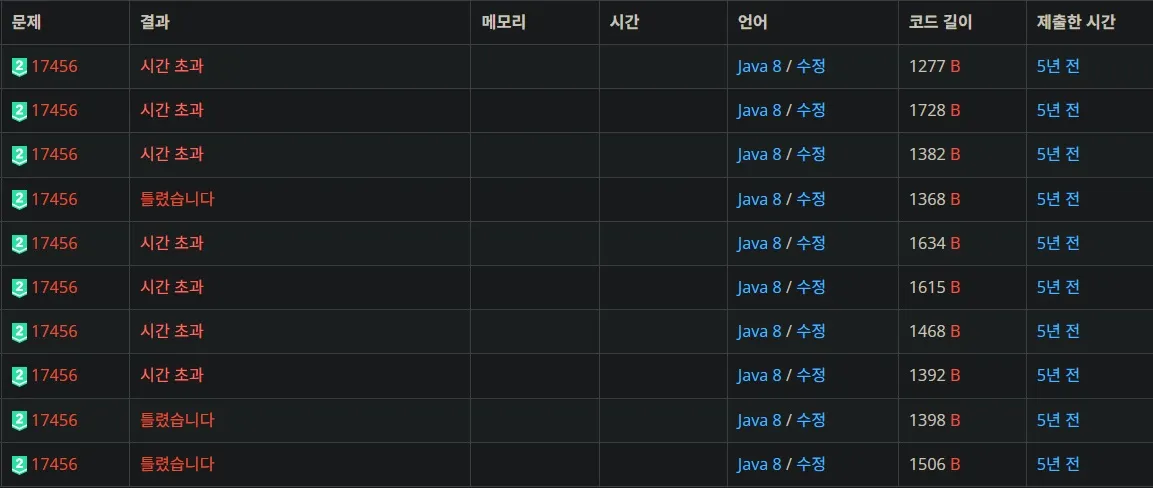 문제 결과 메모리 시간 언어 코드 길이 제출한 시간
2 17456 시간 초과 Java 8 / 수정 1277 B 5년 전
2 17456 시간 초과 Java 8 / 수정 1728 B 5년 전
2 17456 시간 초과 Java 8 / 수정 1382 B 5년 전
2 17456 틀렸습니다 Java 8 / 수정 1368 B 5년 전
2 17456 시간 초과 Java 8 / 수정 1634 B 5년 전
2 17456 시간 초과 Java 8 / 수정 1615 B 5년 전
2 17456 시간 초과 Java 8 / 수정 1468 B 5년 전
2 17456 시간 초과 Java 8 / 수정 1392 B 5년 전
2 17456 틀렸습니다 Java 8 / 수정 1398 B 5년 전
2 17456 틀렸습니다 Java 8 / 수정 1506 B 5년 전